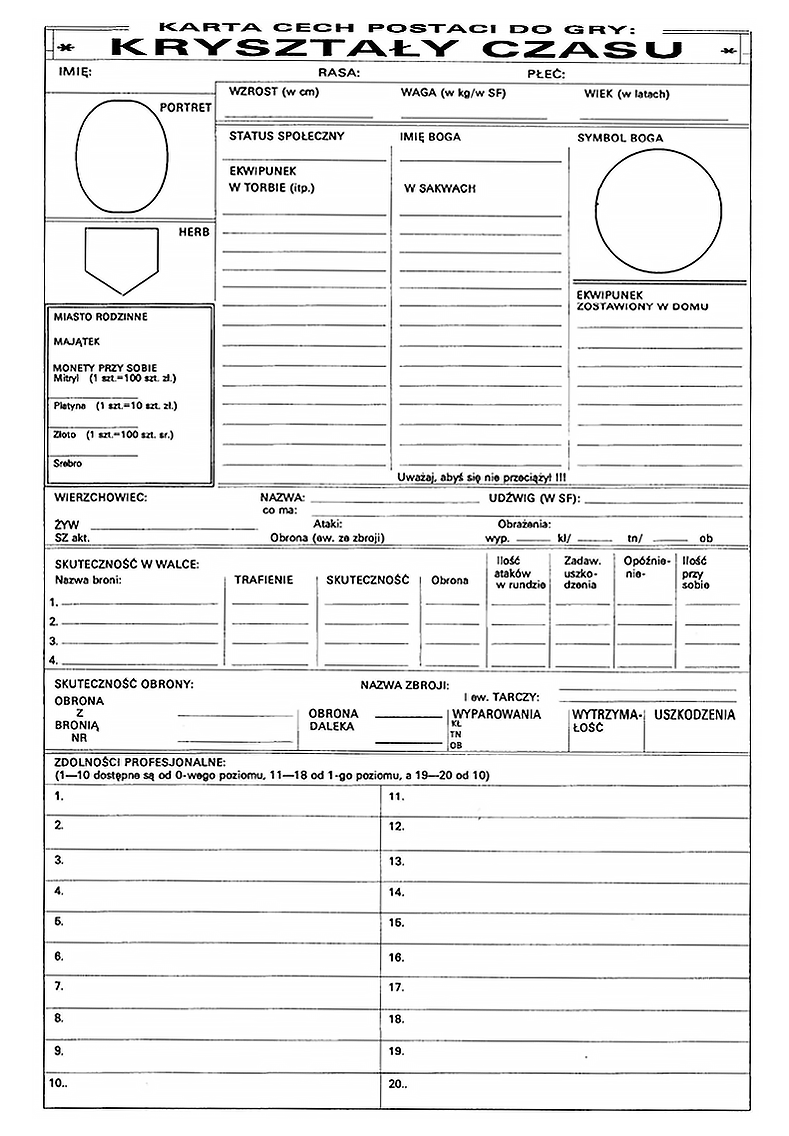 KARTA CECH POSTACI DO GRY:
KRYSZTAŁY CZASU
IMIĘ: RASA: PŁEĆ:
PORTRET
WZROST (w cm) WAGA (w kg/w SF) WIEK (w latach)
STATUS SPOŁECZNY IMIĘ BOGA SYMBOL BOGA
EKWIPUNEK
W TORBIE (itp.) W SAKWACH
HERB
EKWIPUNEK
ZOSTAWIONY W DOMU
MIASTO RODZINNE
MAJĄTEK
MONETY PRZY SOBIE
Mitryl (1 szt.=100 szt. zł.)
Platyna (1 szt.=10 szt. zł.)
Złoto (1 szt.=100 szt. sr.)
Srebro
Uważaj, abyś się nie przeciążył !!!
WIERZCHOWIEC: NAZWA: UDŹWIG (W SF):
co ma:
ŻYW Ataki: Obrażenia:
SZ akt. Obrona (ew. ze zbroji) wyp. kl/ tn/ ob
SKUTECZNOŚĆ W WALCE:
Nazwa broni: TRAFIENIE SKUTECZNOŚĆ Obrona
Ilość
ataków
w rundzie
Zadaw.
uszko-
dzenia
Opóźnie-
nie-
Ilość
przy
sobie
1.
2.
3.
4.
SKUTECZNOŚĆ OBRONY: NAZWA ZBROJI:
I ew. TARCZY:
OBRONA
Z
BRONIĄ
NR
OBRONA
DALEKA
WYPAROWANIA
KŁ
TN
OB
WYTRZYMA-
ŁOŚĆ
USZKODZENIA
ZDOLNOŚCI PROFESJONALNE:
(1—10 dostępne są od 0-wego poziomu, 11—18 od 1-go poziomu, a 19—20 od 10)
1. 11.
2. 12.
3. 13.
4. 14.
5. 15.
6. 16.
7. 17.
8. 18.
9. 19.
10.. 20..